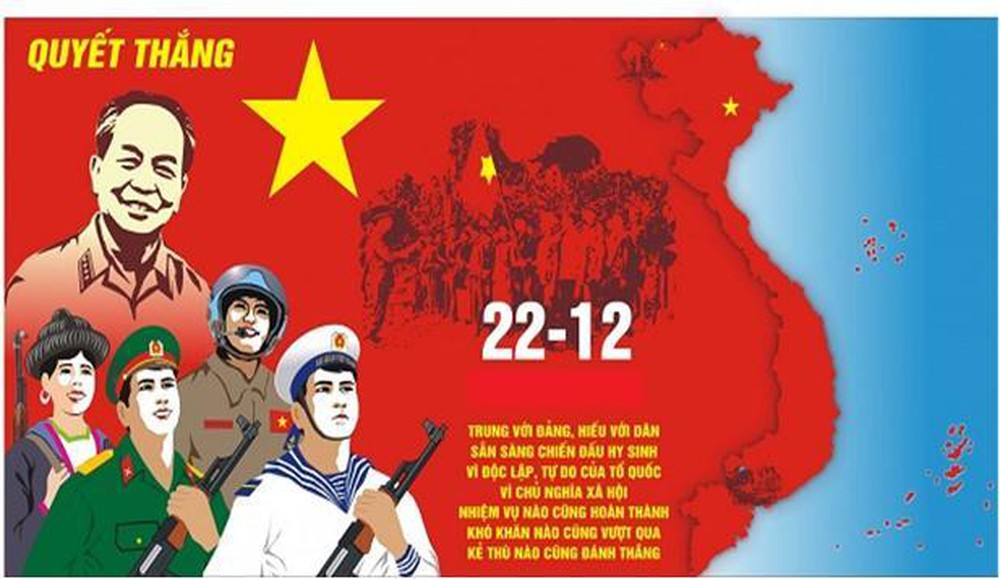 QUYẾT THẮNG
22-12
TRUNG VỚI ĐẢNG, HIẾU VỚI DÂN
SẴN SÀNG CHIẾN ĐẤU HY SINH
VÌ ĐỘC LẬP, TỰ DO CỦA TỔ QUỐC
VÌ CHỦ NGHĨA XÃ HỘI
NHIỆM VỤ NÀO CŨNG HOÀN THÀNH
KHÓ KHĂN NÀO CŨNG VƯỢT QUA
KẺ THÙ NÀO CŨNG ĐÁNH THẮNG